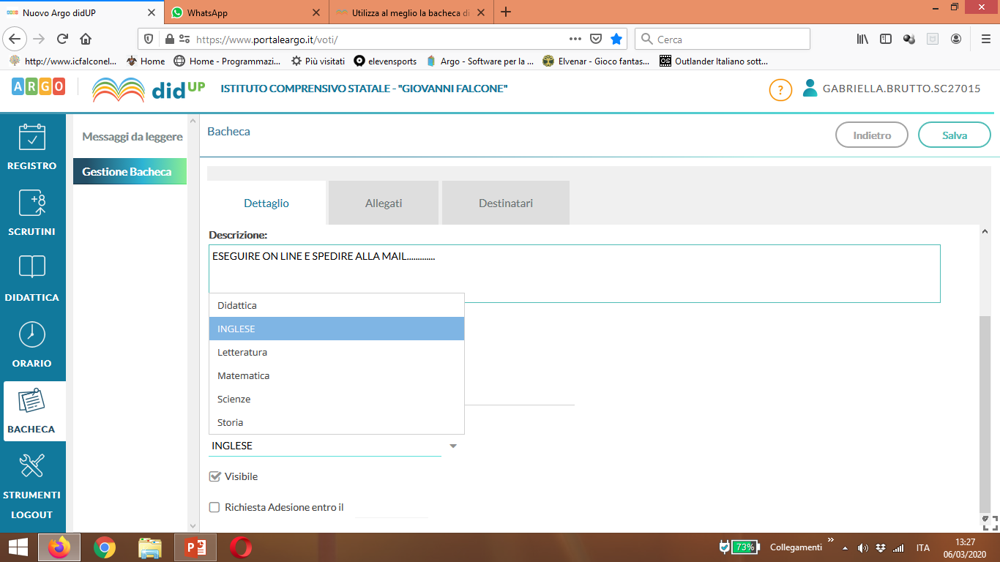 Nuovo Argo didUP
WhatsApp
Utilizza al meglio la bacheca di
https://www.portaleargo.it/voti/
Cerca
http://www.icfalconel...
Home
Home - Programmazi...
Più visitati
elevensports
Argo - Software per la ...
Elvenar - Gioco fantas...
Outlander Italiano sott...
ARGO
didUP
ISTITUTO COMPRENSIVO STATALE - "GIOVANNI FALCONE"
?
GABRIELLA.BRUTTO.SC27015
REGISTRO
+8
SCRUTINI
DIDATTICA
ORARIO
BACHECA
STRUMENTI
LOGOUT
Messaggi da leggere
Gestione Bacheca
Bacheca
Indietro
Salva
Dettaglio
Allegati
Destinatari
Descrizione:
ESEGUIRE ON LINE E SPEDIRE ALLA MAIL.............
Didattica
INGLESE
Letteratura
Matematica
Scienze
Storia
INGLESE
Visibile
Richiesta Adesione entro il
73%
Collegamenti
ITA
13:27
06/03/2020